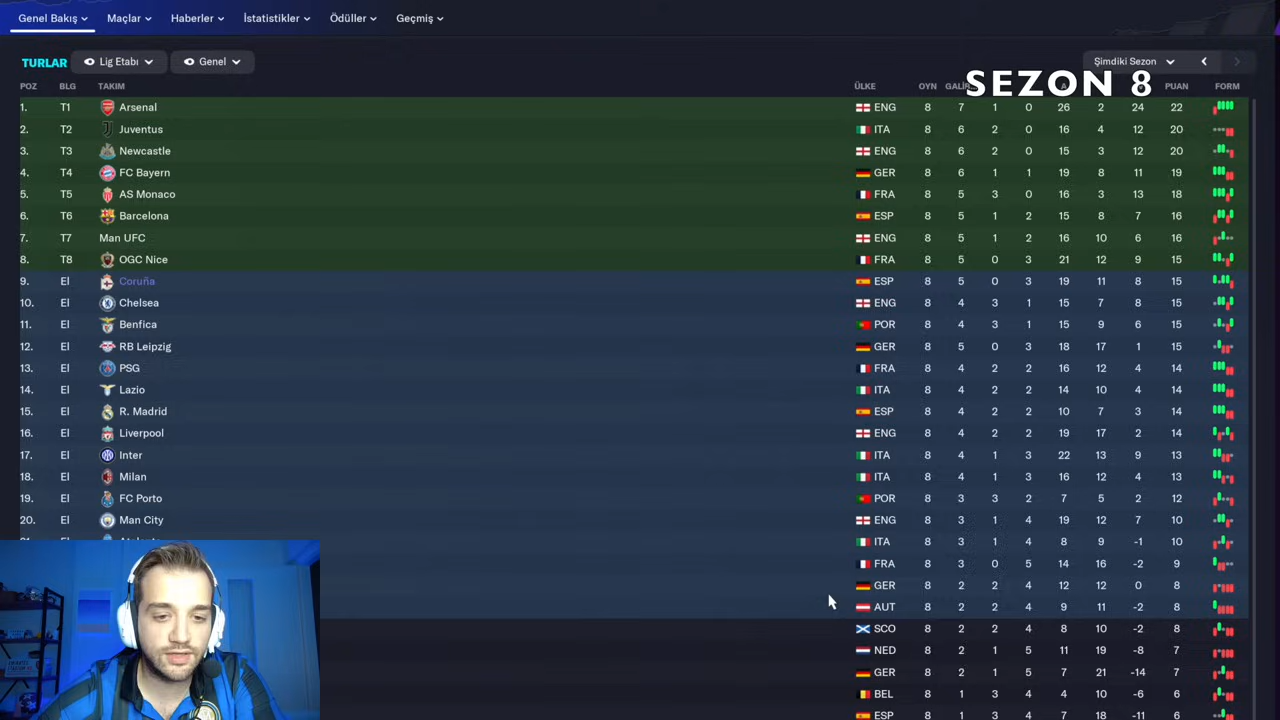 Genel Bakış Maçlar Haberler İstatistikler Ödüller Geçmiş
TURLAR Lig Etabı Genel Şimdiki Sezon
SEZON 8
POZ BLG TAKIM ÜLKE OYN PUAN FORM
1. T1 Arsenal ENG 8 7 1 0 26 2 24 22
2. T2 Juventus ITA 8 6 2 0 16 4 12 20
3. T3 Newcastle ENG 8 6 2 0 15 3 12 20
4. T4 FC Bayern GER 8 6 1 1 19 8 11 19
5. T5 AS Monaco FRA 8 5 3 0 16 3 13 18
6. T6 Barcelona ESP 8 5 1 2 15 8 7 16
7. T7 Man UFC ENG 8 5 1 2 16 10 6 16
8. T8 OGC Nice FRA 8 5 0 3 21 12 9 15
9. El Coruña ESP 8 5 0 3 19 11 8 15
10. El Chelsea ENG 8 4 3 1 15 7 8 15
11. El Benfica POR 8 4 3 1 15 9 6 15
12. El RB Leipzig GER 8 5 0 3 18 17 1 15
13. El PSG FRA 8 4 2 2 16 12 4 14
14. El Lazio ITA 8 4 2 2 14 10 4 14
15. El R. Madrid ESP 8 4 2 2 10 7 3 14
16. El Liverpool ENG 8 4 2 2 19 17 2 14
17. El Inter ITA 8 4 1 3 22 13 9 13
18. El Milan ITA 8 4 1 3 16 12 4 13
19. El FC Porto POR 8 3 3 2 7 5 2 12
20. El Man City ENG 8 3 1 4 19 12 7 10
ITA 8 3 1 4 8 9 -1 10
FRA 8 3 0 5 14 16 -2 9
GER 8 2 2 4 12 12 0 8
AUT 8 2 2 4 9 11 -2 8
SCO 8 2 2 4 8 10 -2 8
NED 8 2 1 5 11 19 -8 7
GER 8 2 1 5 7 21 -14 7
BEL 8 1 3 4 4 10 -6 6
ESP 8 1 3 4 7 18 -11 6